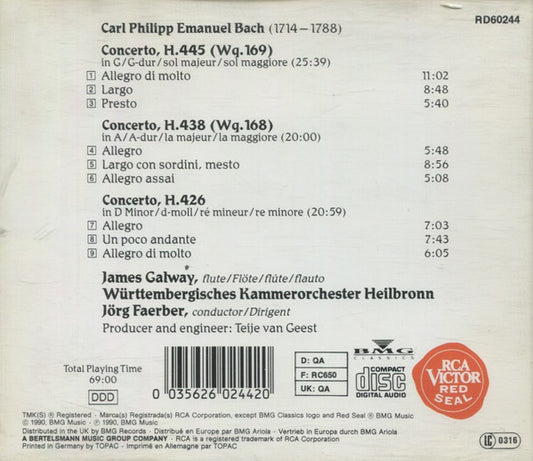 RD60244
Carl Philipp Emanuel Bach (1714–1788)
Concerto, H.445 (Wq.169)
in G/G-dur/sol majeur/sol maggiore (25:39)
1 Allegro di molto 11:02
2 Largo 8:48
3 Presto 5:40
Concerto, H.438 (Wq.168)
in A/A-dur/la majeur/la maggiore (20:00)
4 Allegro 5:48
5 Largo con sordini, mesto 8:56
6 Allegro assai 5:08
Concerto, H.426
in D Minor/d-moll/ré mineur/re minore (20:59)
7 Allegro 7:03
8 Un poco andante 7:43
9 Allegro di molto 6:05
James Galway, flute/Flöte/flûte/flauto
Württembergisches Kammerorchester Heilbronn
Jörg Faerber, conductor/Dirigent
Producer and engineer: Teije van Geest
Total Playing Time
69:00
DDD
0 035626 024420
D: QA
F: RC650
UK: QA
BMG
CLASSICS
COMPACT
disc
DIGITAL AUDIO
RCA
VICTOR
RED
SEAL
TMK(S) ® Registered · Marca(s) Registrada(s) RCA Corporation, except BMG Classics logo and Red Seal ® BMG Music
© 1990, BMG Music · ℗ 1990, BMG Music
Distributed in the UK by BMG Records · Distribué en Europe par BMG Ariola · Vertrieb in Europa durch BMG Ariola
A BERTELSMANN MUSIC GROUP COMPANY · RCA is a registered trademark of RCA Corporation
Printed in Germany by TOPAC · Imprimé en Allemagne par TOPAC
LC 0316